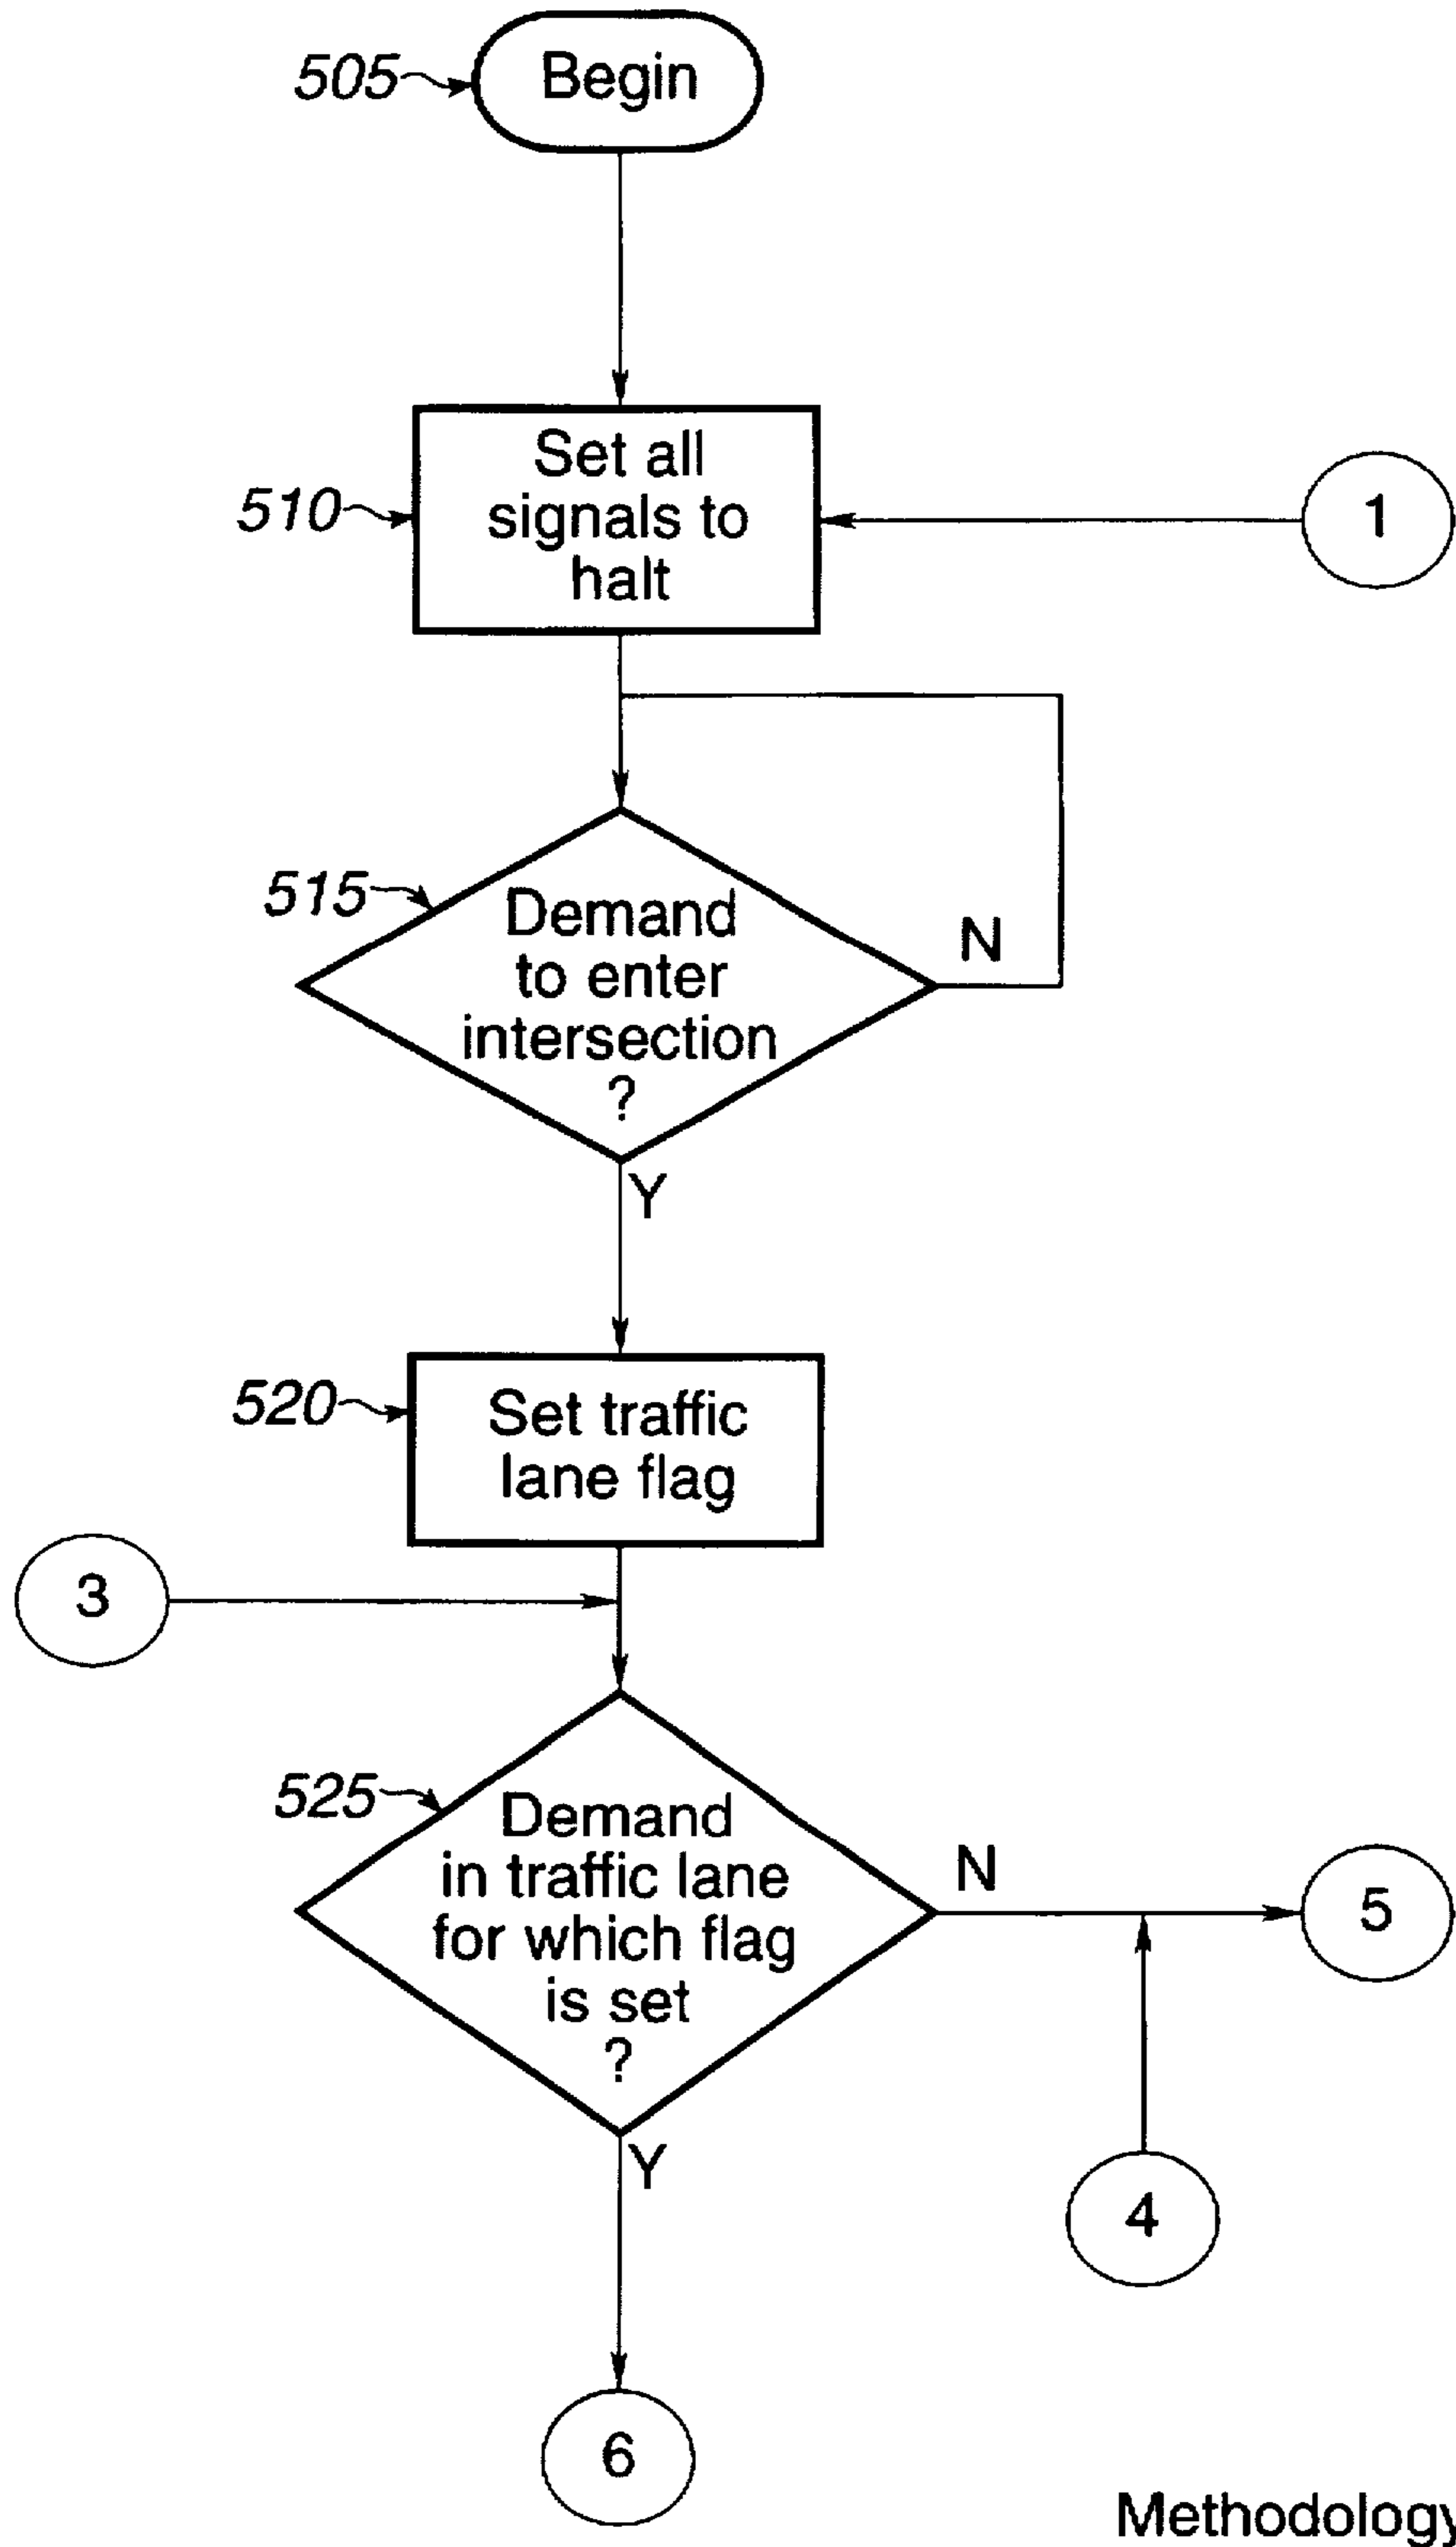 505
Begin
510
Set all
signals to
halt
1
515
Demand
to enter
intersection
?
N
Y
520
Set traffic
lane flag
3
525
Demand
in traffic lane
for which flag
is set
?
N
5
Y
4
6
Methodology